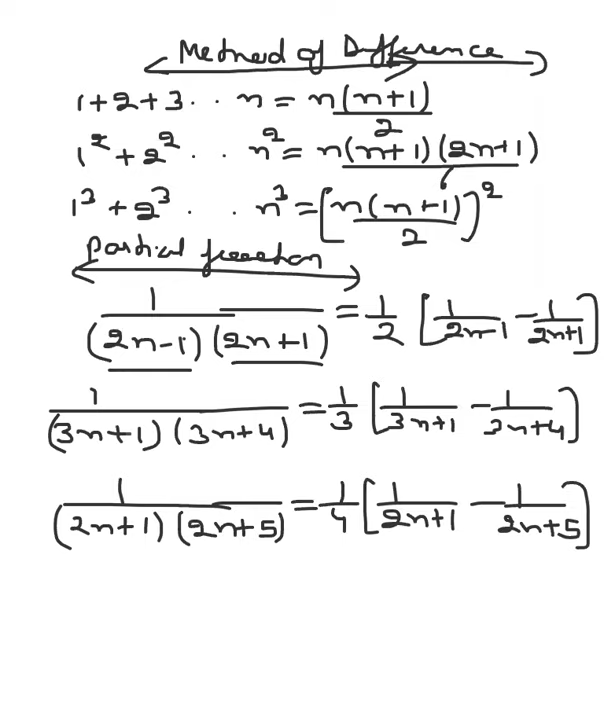 Method of Difference
1+2+3 . . n = n(n+1)/2
1² + 2² . . n² = n(n+1)(2n+1)/6
1³ + 2³ . . n³ = [n(n+1)/2]²
Partial fraction
1/(2n-1)(2n+1) = 1/2 [1/2n-1 - 1/2n+1]
1/(3n+1)(3n+4) = 1/3 [1/3n+1 - 1/3n+4]
1/(2n+1)(2n+5) = 1/4 [1/2n+1 - 1/2n+5]